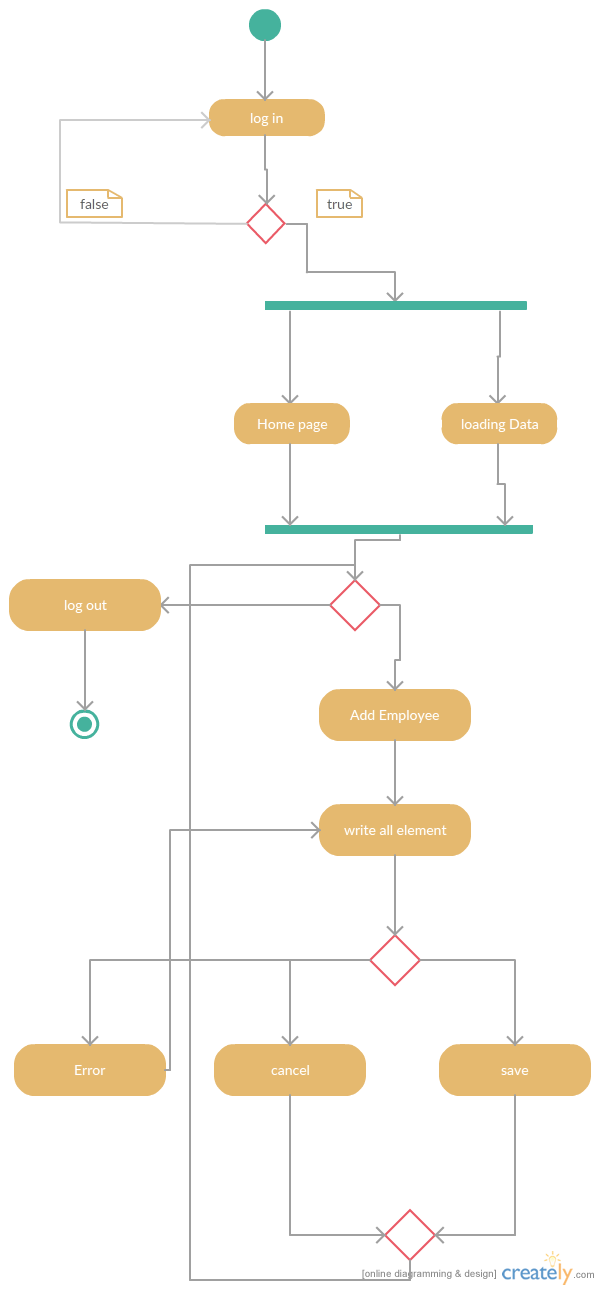 log in
false
true
Home page
loading Data
log out
Add Employee
write all element
Error
cancel
save
[online diagramming & design] creately.com